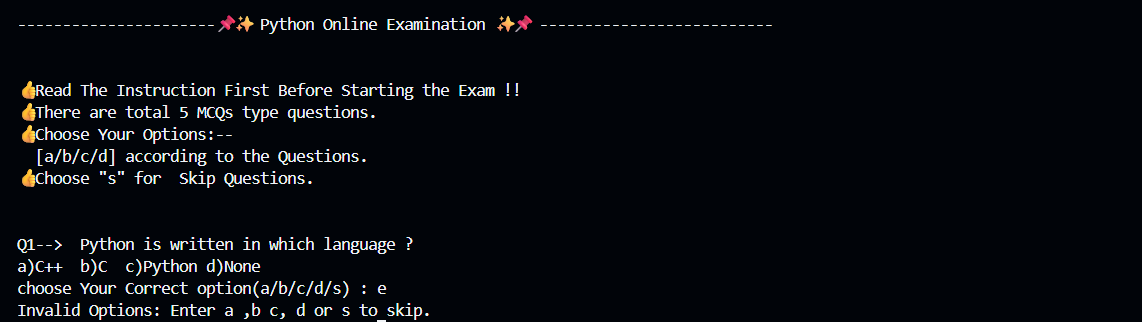 ----------------------📌✨ Python Online Examination ✨📌 --------------------------
👍Read The Instruction First Before Starting the Exam !!
👍There are total 5 MCQs type questions.
👍Choose Your Options:--
[a/b/c/d] according to the Questions.
👍Choose "s" for  Skip Questions.
Q1-->  Python is written in which language ?
a)C++  b)C  c)Python d)None
choose Your Correct option(a/b/c/d/s) : e
Invalid Options: Enter a ,b c, d or s to skip.